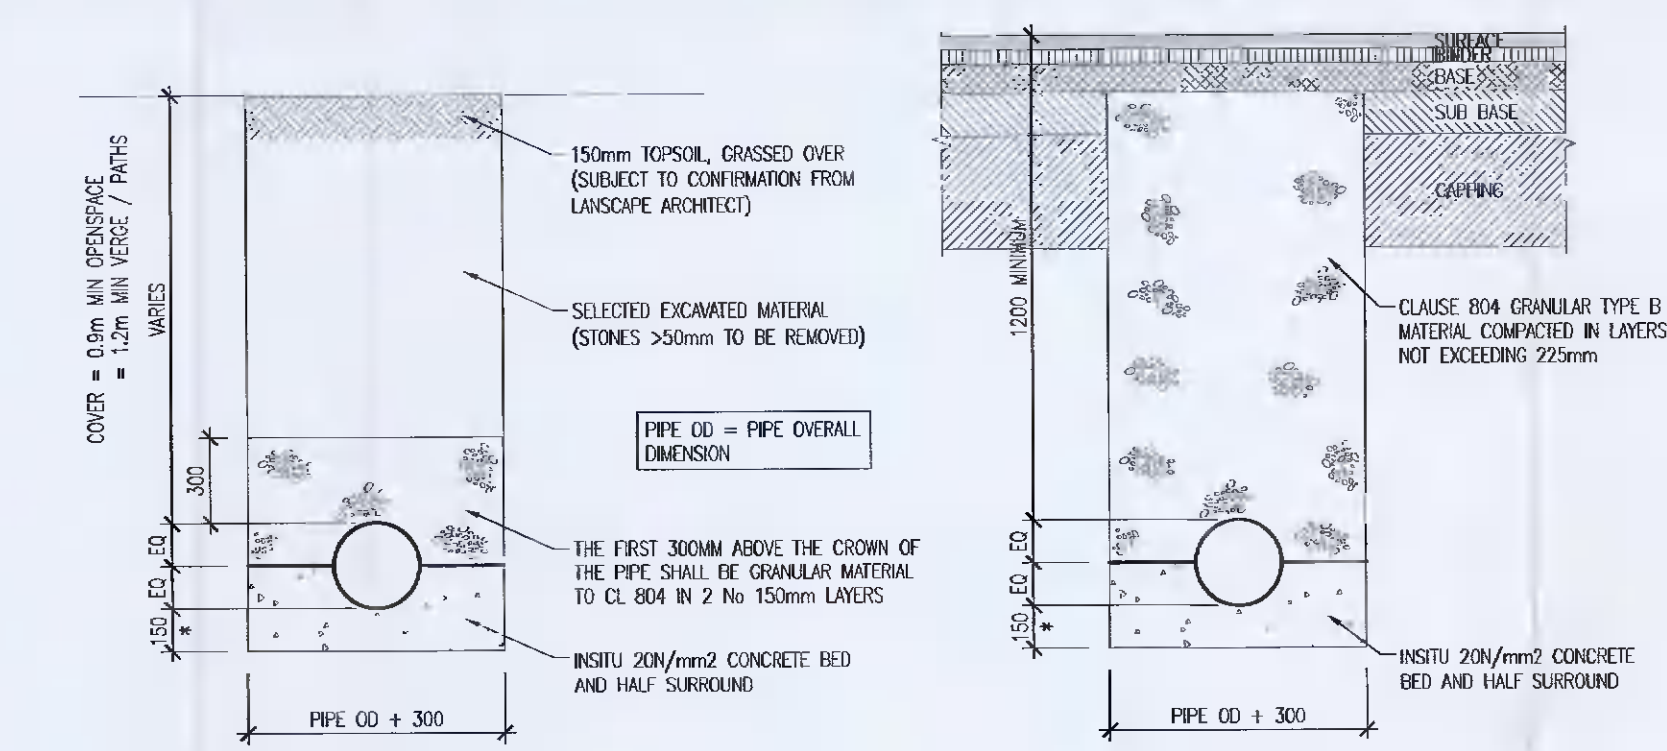 COVER = 0.9m MIN OPENSPACE
= 1.2m MIN VERGE / PATHS
VARIES
300
EQ
EQ
150
*
150mm TOPSOIL, GRASSED OVER
(SUBJECT TO CONFIRMATION FROM
LANSCAPE ARCHITECT)
SELECTED EXCAVATED MATERIAL
(STONES >50mm TO BE REMOVED)
PIPE OD = PIPE OVERALL
DIMENSION
THE FIRST 300MM ABOVE THE CROWN OF
THE PIPE SHALL BE GRANULAR MATERIAL
TO CL 804 IN 2 No 150mm LAYERS
INSITU 20N/mm2 CONCRETE BED
AND HALF SURROUND
PIPE OD + 300
SURFACE
BINDER
BASE
SUB BASE
CAPPING
1200 MINIMUM
EQ
EQ
150
*
CLAUSE 804 GRANULAR TYPE B
MATERIAL COMPACTED IN LAYERS
NOT EXCEEDING 225mm
INSITU 20N/mm2 CONCRETE
BED AND HALF SURROUND
PIPE OD + 300